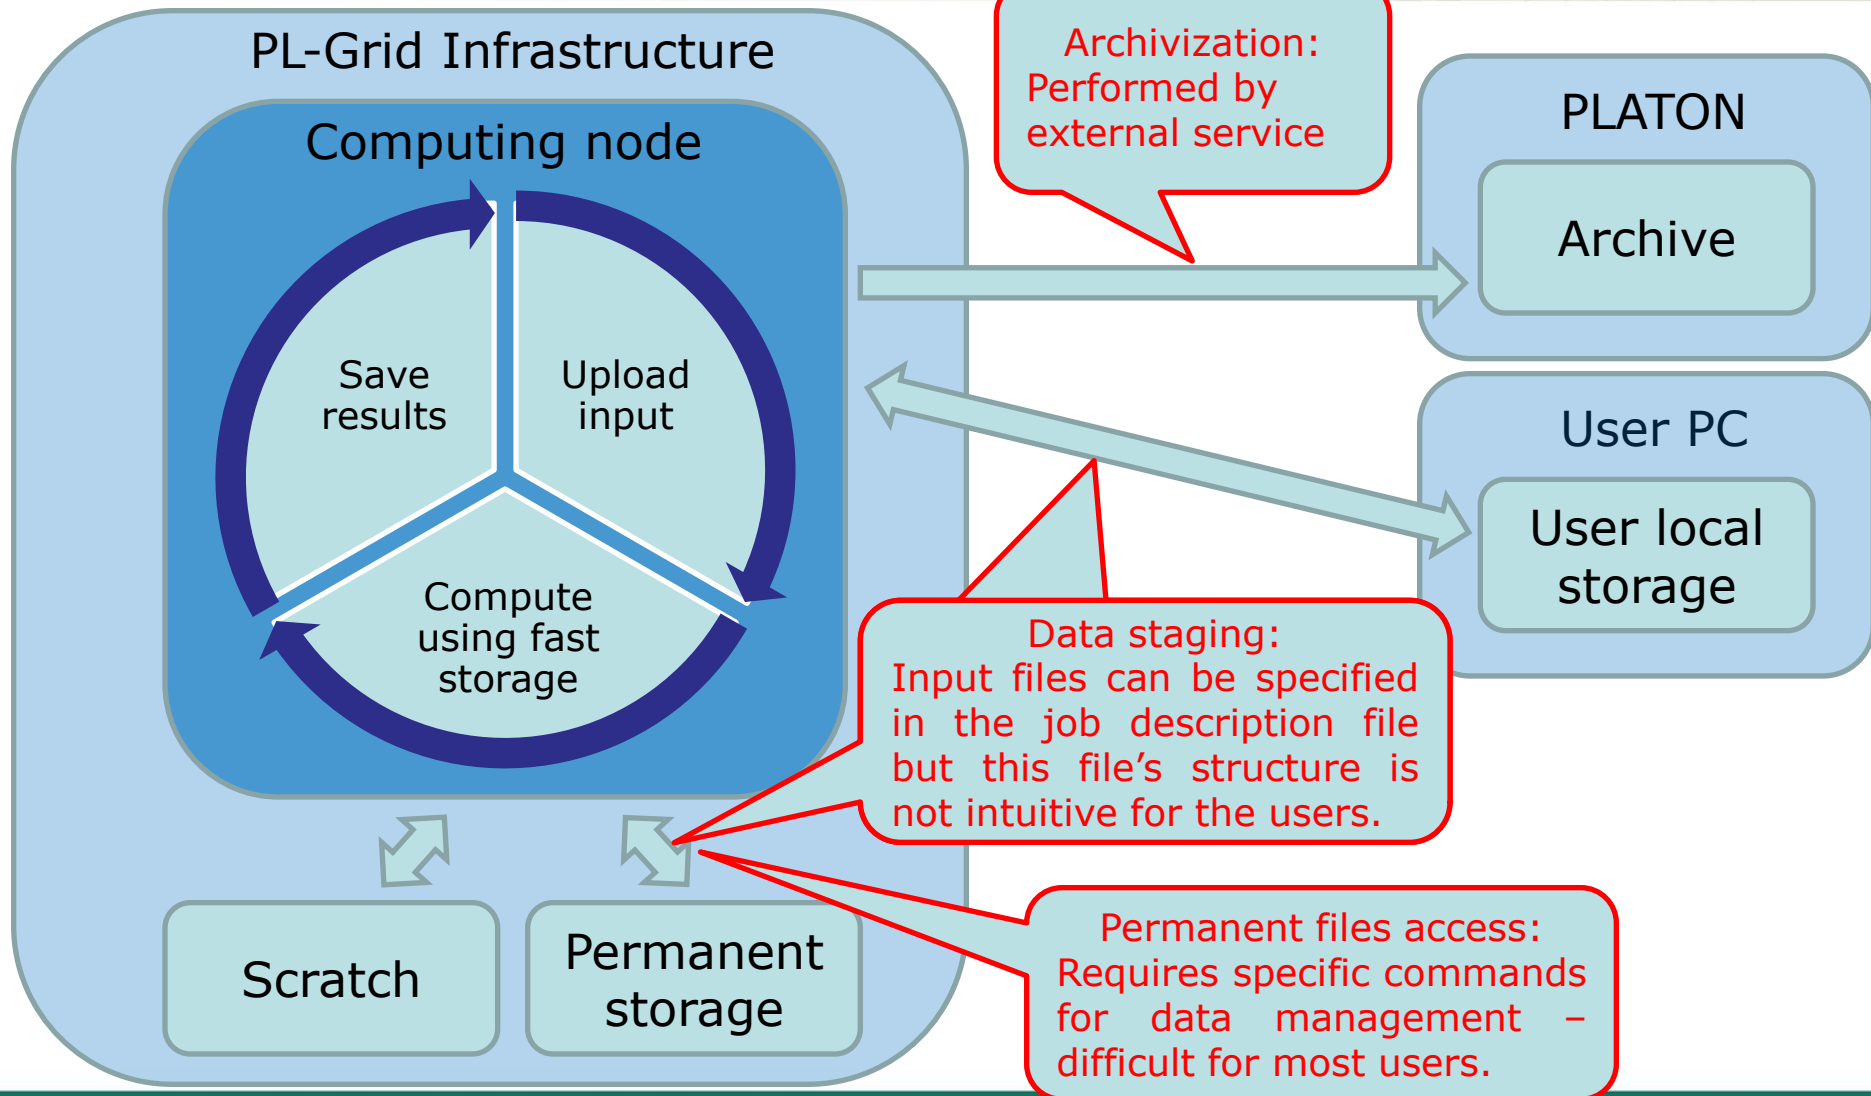 PL-Grid Infrastructure
Computing node
Save
results
Upload
input
Compute
using fast
storage
Scratch
Permanent
storage
Archivization:
Performed by
external service
PLATON
Archive
User PC
User local
storage
Data staging:
Input files can be specified
in the job description file
but this file’s structure is
not intuitive for the users.
Permanent files access:
Requires specific commands
for data management –
difficult for most users.